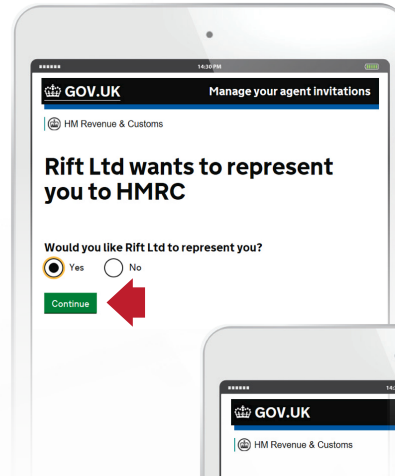 14:30 PM
GOV.UK
Manage your agent invitations
HM Revenue & Customs
Rift Ltd wants to represent
you to HMRC
Would you like Rift Ltd to represent you?
Yes No
Continue
14:
GOV.UK
HM Revenue & Customs